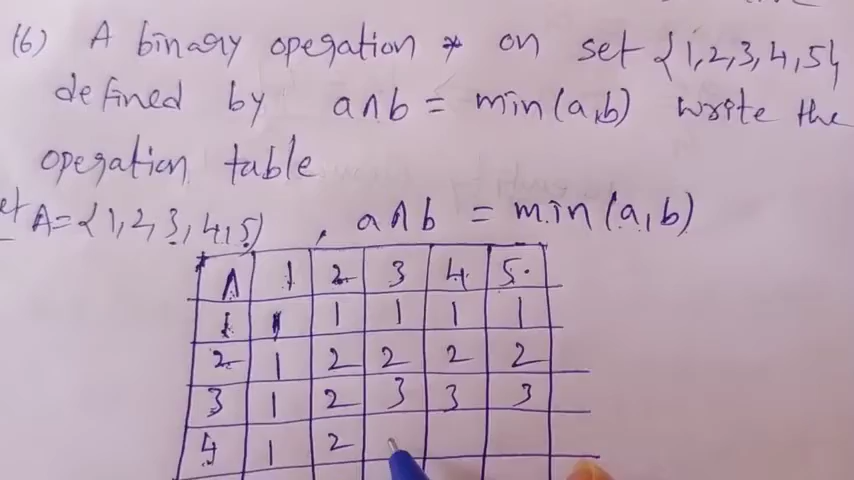 (6) A binary operation * on set {1,2,3,4,5}
defined by a∧b = min(a,b) write the
operation table
et A={1,2,3,4,5} , a∧b = min(a,b)
∧ 1 2 3 4 5.
1 1 1 1 1 1
2 1 2 2 2 2
3 1 2 3 3 3
4 1 2